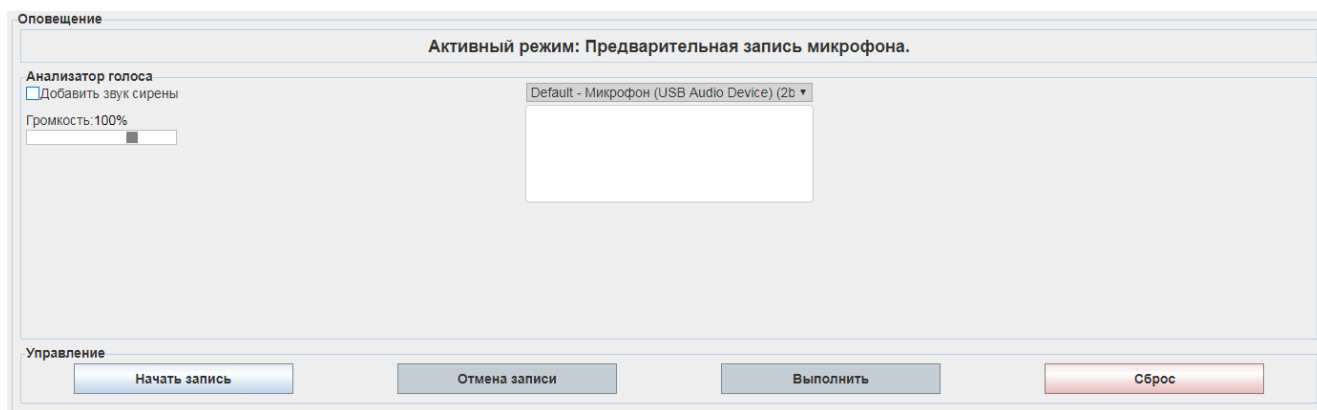 Оповещение
Активный режим: Предварительная запись микрофона.
Анализатор голоса
Добавить звук сирены
Default - Микрофон (USB Audio Device) (2b
Громкость:100%
Управление
Начать запись
Отмена записи
Выполнить
Сброс